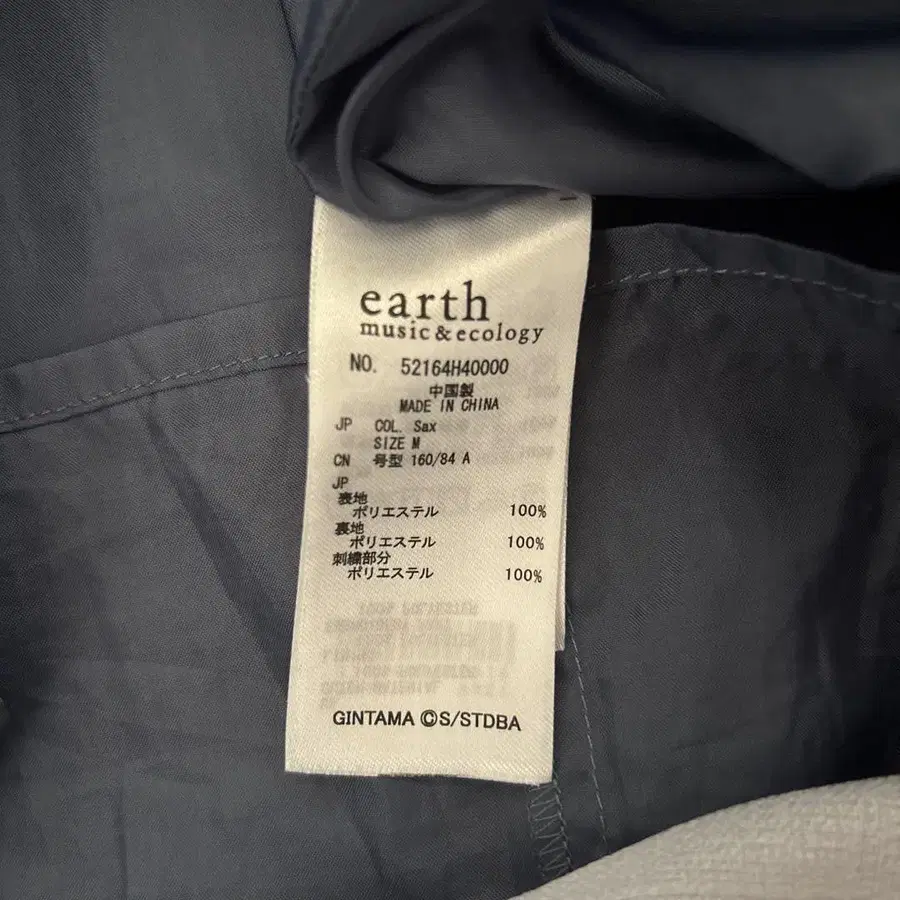 earth
music&ecology
NO. 52164H40000
中国製
MADE IN CHINA
JP COL. Sax
SIZE M
CN 号型 160/84 A
JP
表地
ポリエステル 100%
裏地
ポリエステル 100%
刺繍部分
ポリエステル 100%
GINTAMA ©S/STDBA